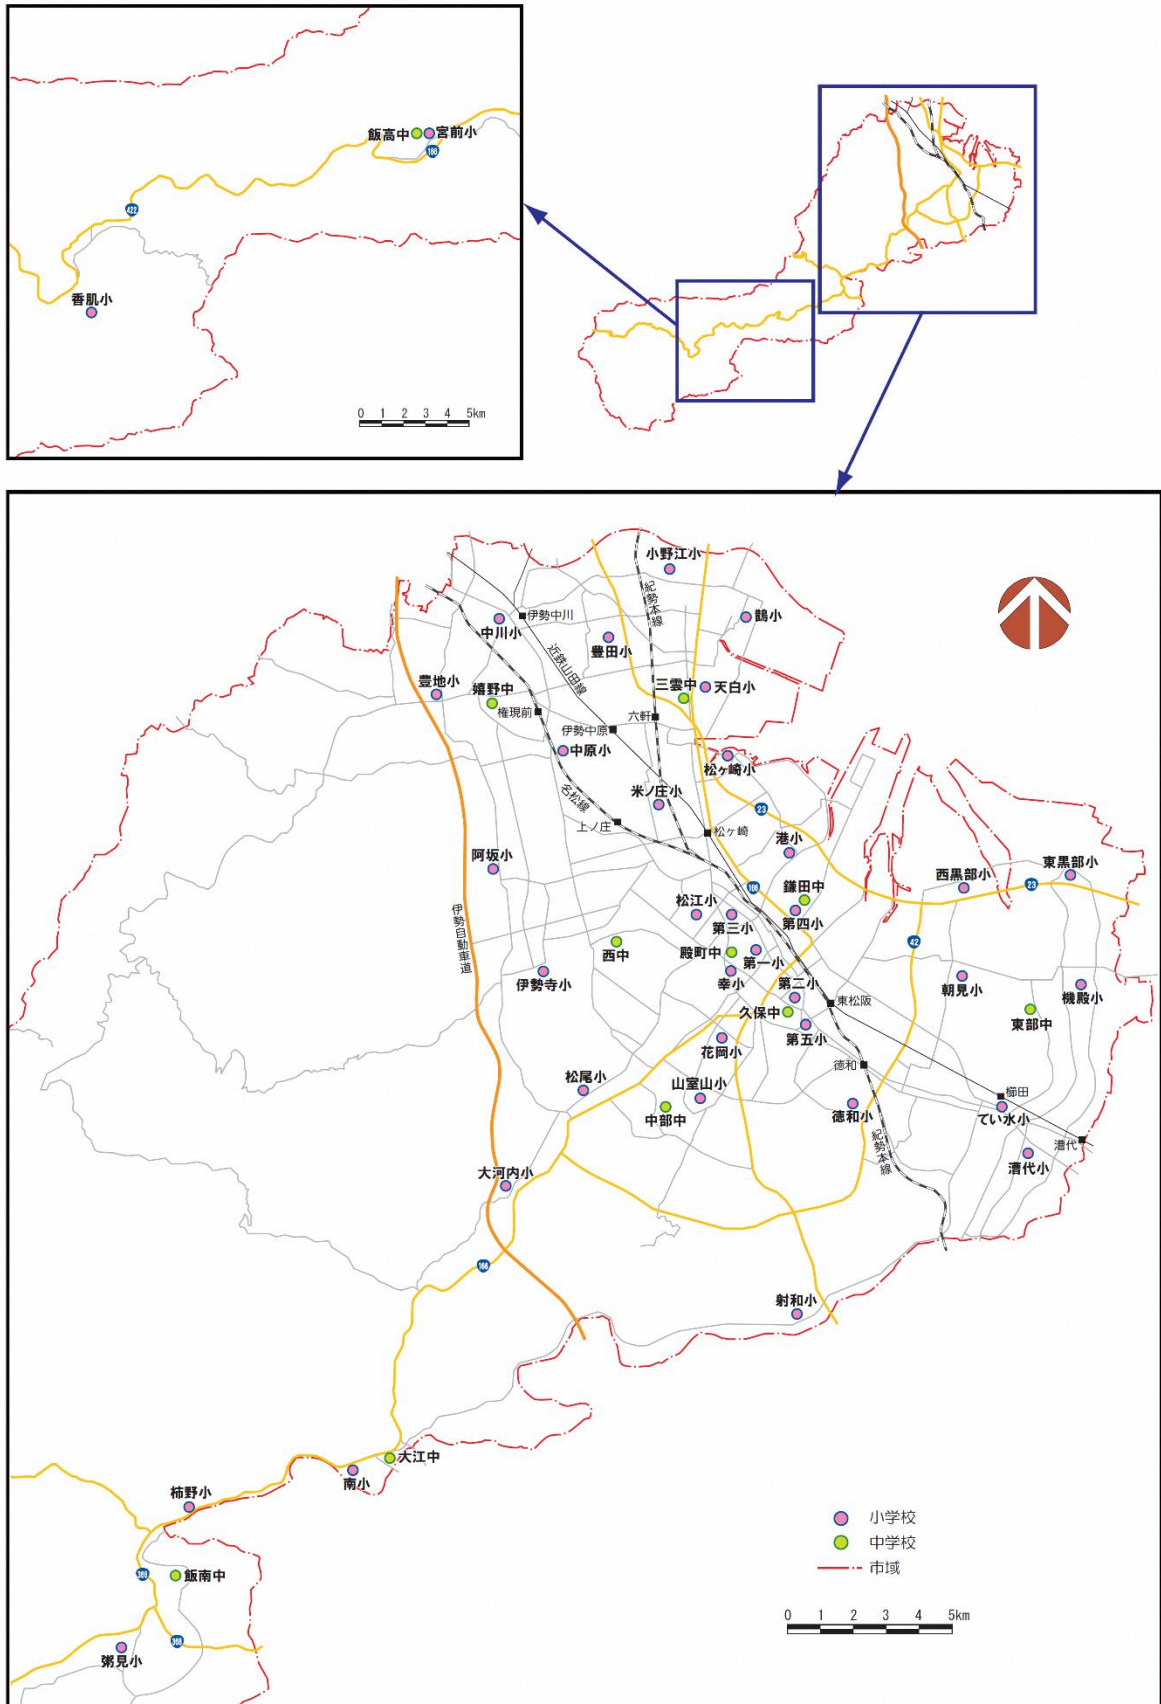 飯高中
宮前小
166
422
香肌小
0 1 2 3 4 5km
小野江小
紀勢本線
伊勢中川
中川小
鵲小
豊田小
近鉄山田線
豊地小
嬉野中
三雲中
天白小
権現前
六軒
伊勢中原
中原小
松ヶ崎小
名松線
米ノ庄小
23
上ノ庄
松ヶ崎
港小
阿坂小
東黒部小
西黒部小
166
鎌田中
23
松江小
第三小
第四小
伊勢自動車道
西中
殿町中
第一小
42
伊勢寺小
幸小
第二小
朝見小
機殿小
東松阪
久保中
東部中
第五小
花岡小
徳和
松尾小
山室山小
櫛田
中部中
徳和小
てい水小
紀勢本線
漕代
漕代小
大河内小
166
射和小
大江中
南小
柿野小
小学校
中学校
368
飯南中
市域
0 1 2 3 4 5km
368
粥見小